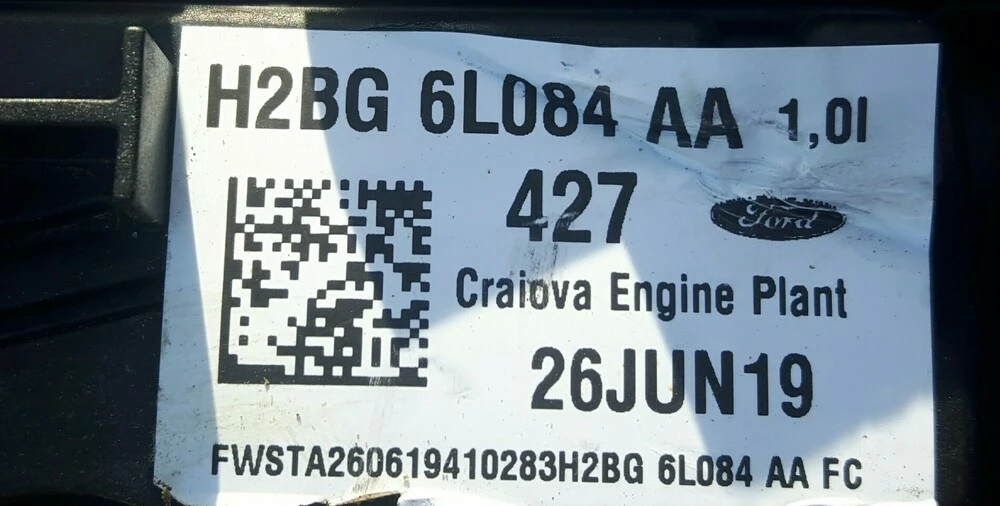 H2BG 6L084 AA 1,0l
427
Ford
Craiova Engine Plant
26JUN19
FWSTA260619410283H2BG 6L084 AA FC